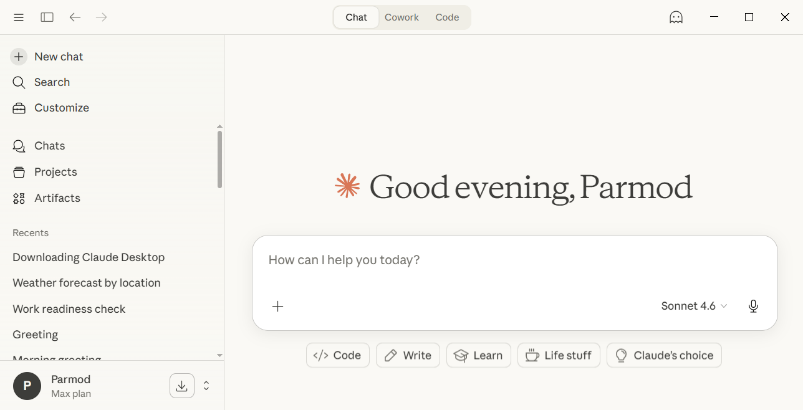 Chat Cowork Code
New chat
Search
Customize
Chats
Projects
Artifacts
Recents
Downloading Claude Desktop
Weather forecast by location
Work readiness check
Greeting
Morning greeting
P
Parmod
Max plan
Good evening, Parmod
How can I help you today?
Sonnet 4.6
</> Code
Write
Learn
Life stuff
Claude's choice